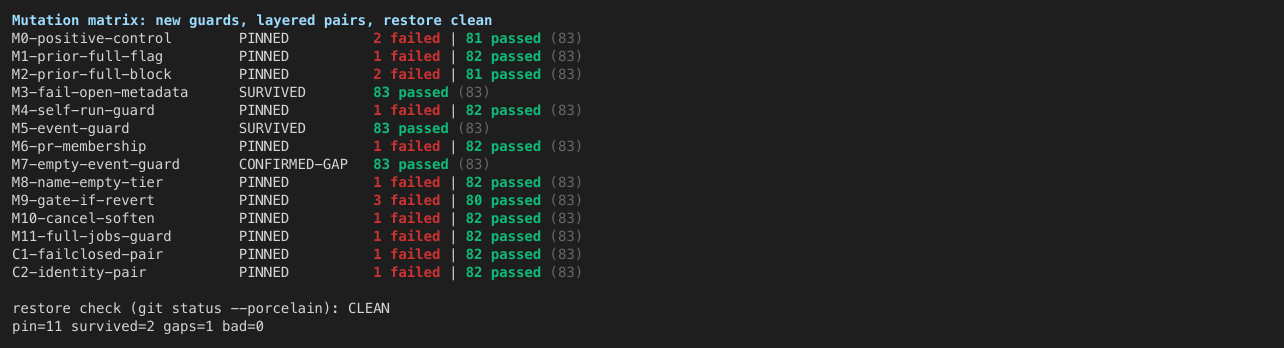 Mutation matrix: new guards, layered pairs, restore clean
M0-positive-control PINNED 2 failed | 81 passed (83)
M1-prior-full-flag PINNED 1 failed | 82 passed (83)
M2-prior-full-block PINNED 2 failed | 81 passed (83)
M3-fail-open-metadata SURVIVED 83 passed (83)
M4-self-run-guard PINNED 1 failed | 82 passed (83)
M5-event-guard SURVIVED 83 passed (83)
M6-pr-membership PINNED 1 failed | 82 passed (83)
M7-empty-event-guard CONFIRMED-GAP 83 passed (83)
M8-name-empty-tier PINNED 1 failed | 82 passed (83)
M9-gate-if-revert PINNED 3 failed | 80 passed (83)
M10-cancel-soften PINNED 1 failed | 82 passed (83)
M11-full-jobs-guard PINNED 1 failed | 82 passed (83)
C1-failclosed-pair PINNED 1 failed | 82 passed (83)
C2-identity-pair PINNED 1 failed | 82 passed (83)
restore check (git status --porcelain): CLEAN
pin=11 survived=2 gaps=1 bad=0